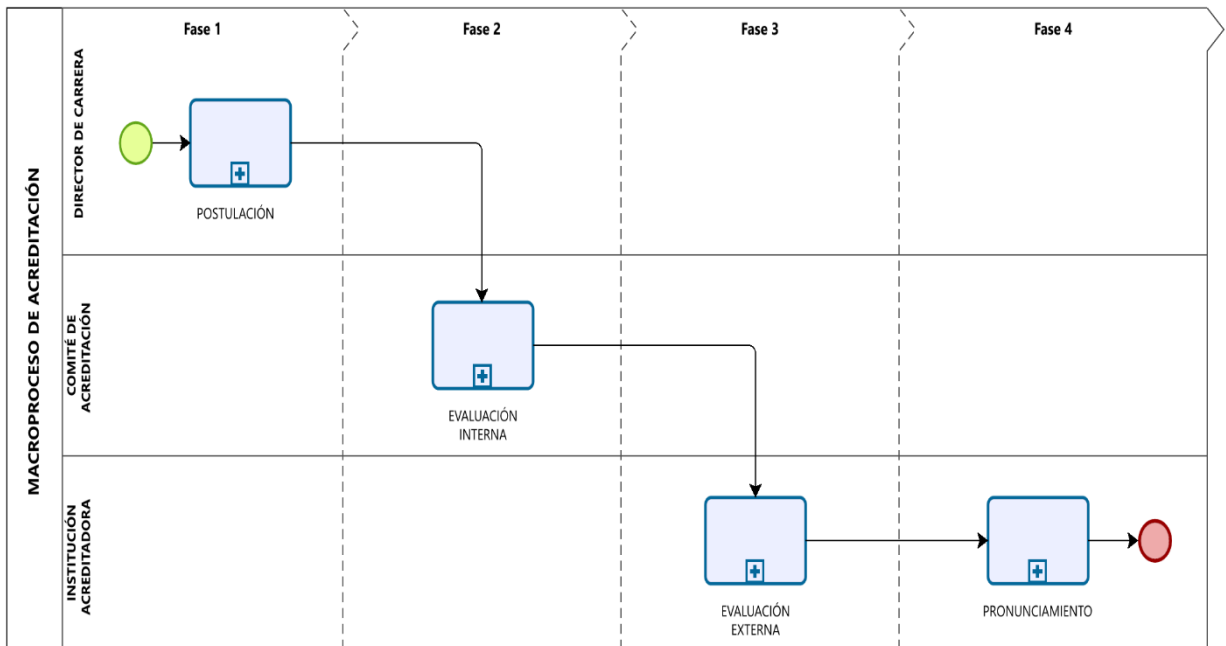 Fase 1
Fase 2
Fase 3
Fase 4
MACROPROCESO DE ACREDITACIÓN
DIRECTOR DE CARRERA
POSTULACIÓN
COMITÉ DE
ACREDITACIÓN
EVALUACIÓN
INTERNA
INSTITUCIÓN
ACREDITADORA
EVALUACIÓN
EXTERNA
PRONUNCIAMIENTO